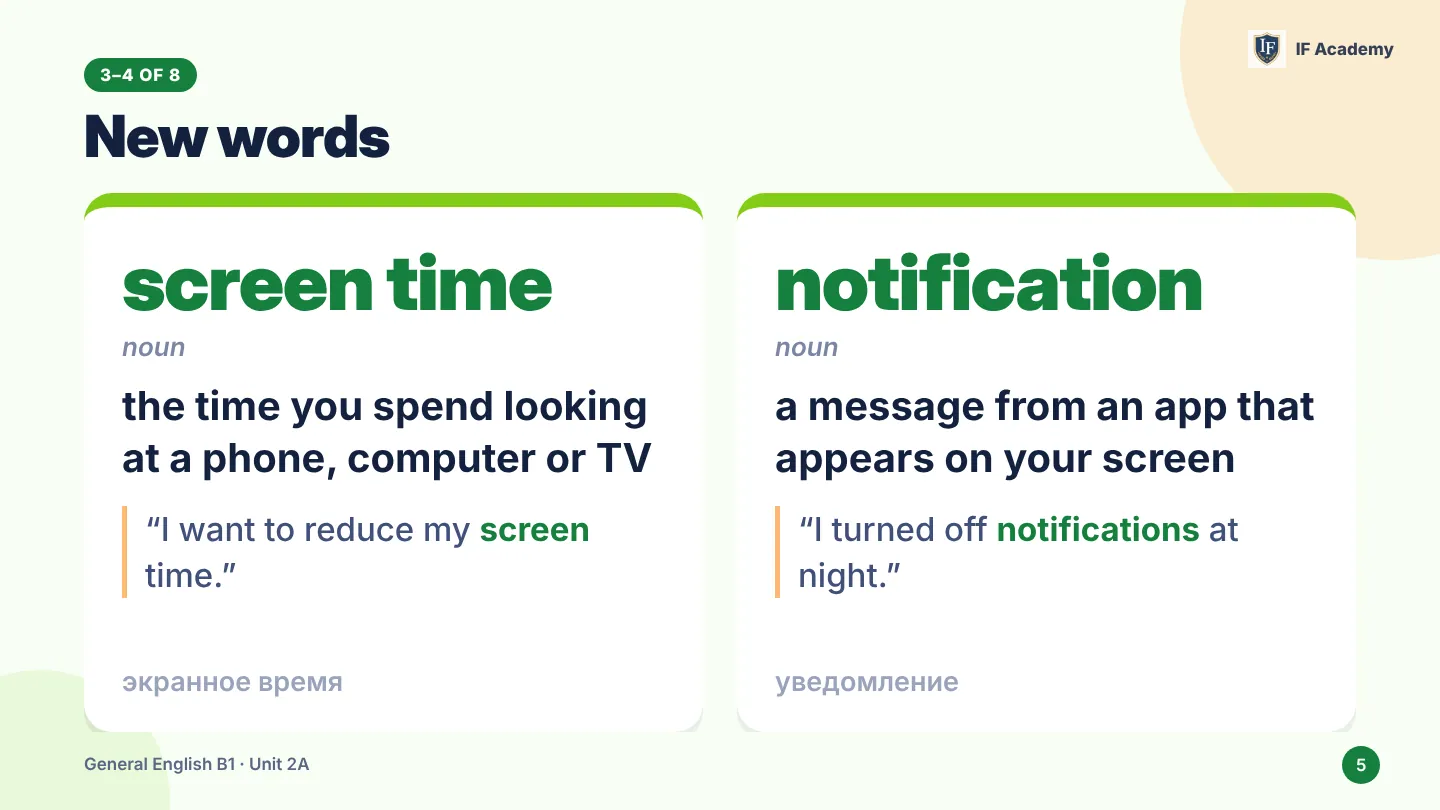 IF
IF Academy
3–4 OF 8
New words
screen time
noun
the time you spend looking
at a phone, computer or TV
“I want to reduce my screen
time.”
экранное время
notification
noun
a message from an app that
appears on your screen
“I turned off notifications at
night.”
уведомление
General English B1 · Unit 2A
5